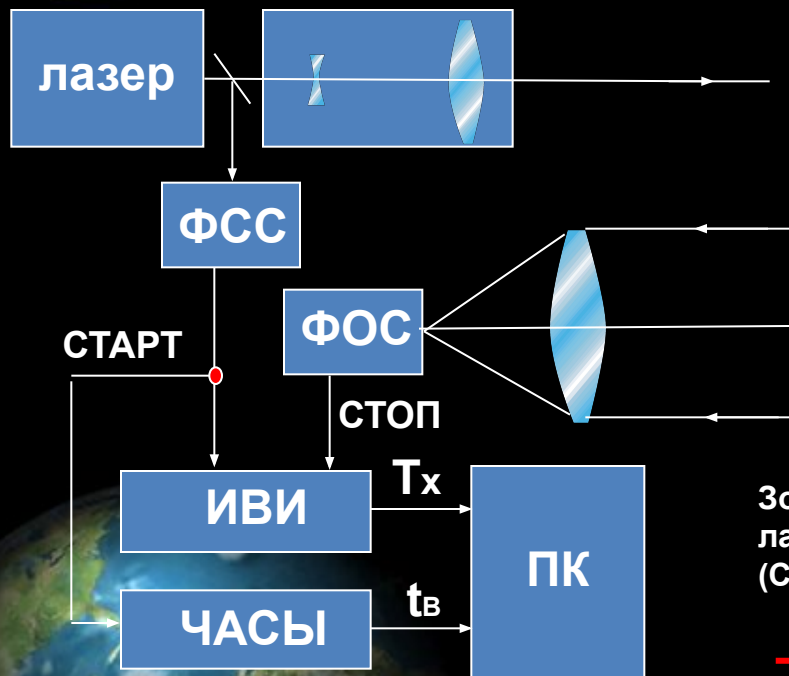 лазер
ФСС
ФОС
СТАРТ
СТОП
ИВИ
Tx
ПК
ЧАСЫ
tв